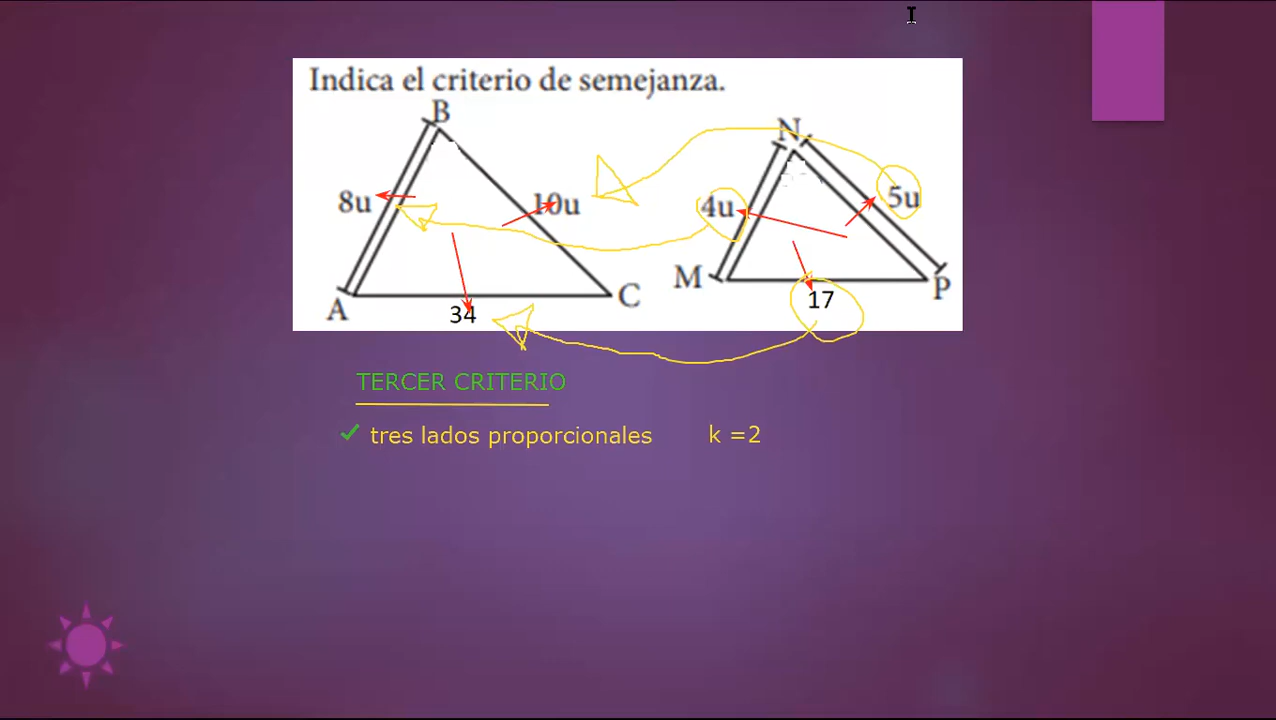 Indica el criterio de semejanza.
B
N
8u
10u
4u
5u
A
34
C
M
17
P
TERCER CRITERIO
tres lados proporcionales
k =2